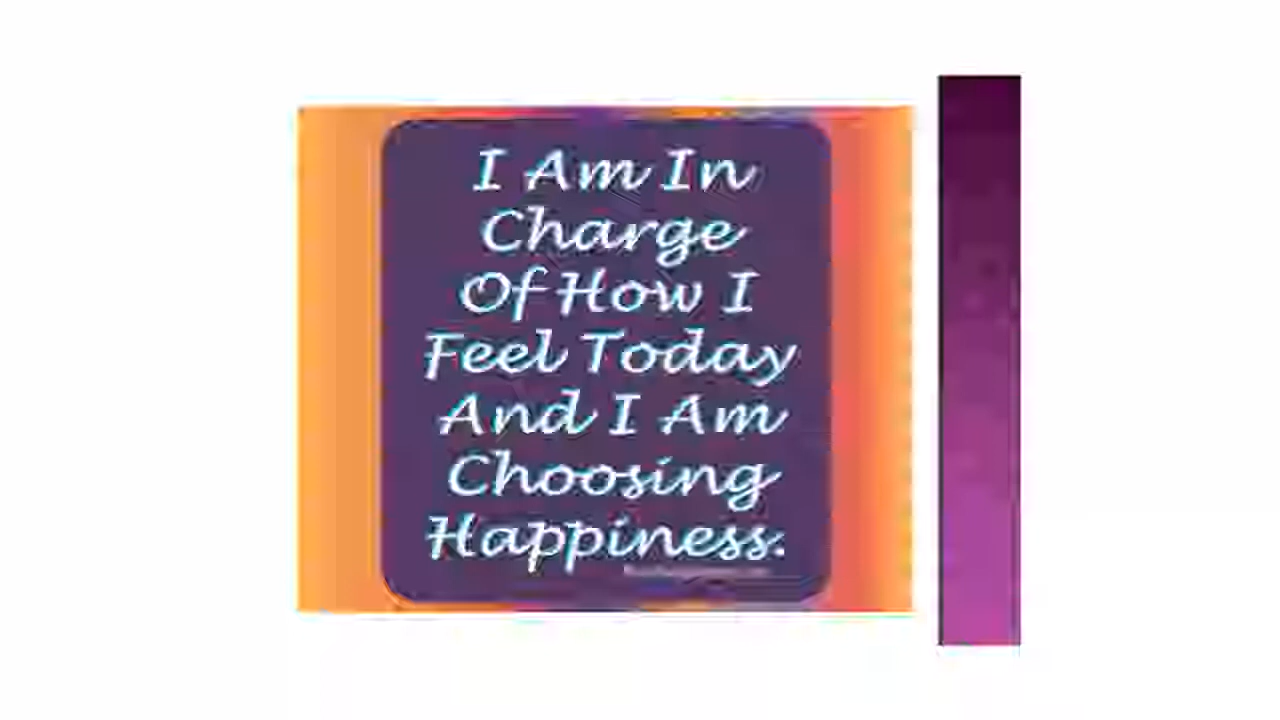 I Am In
Charge
Of How I
Feel Today
And I Am
Choosing
Happiness.